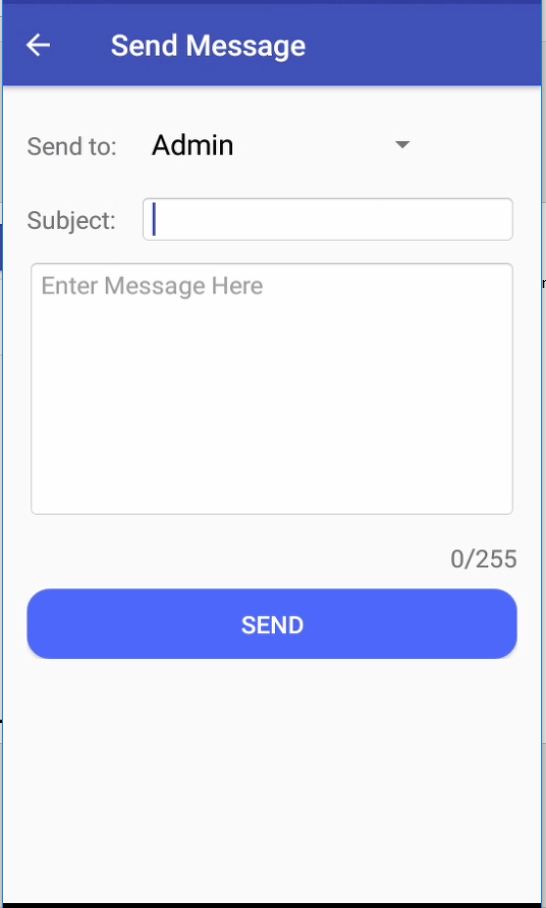 Send Message
Send to: Admin
Subject:
Enter Message Here
0/255
SEND